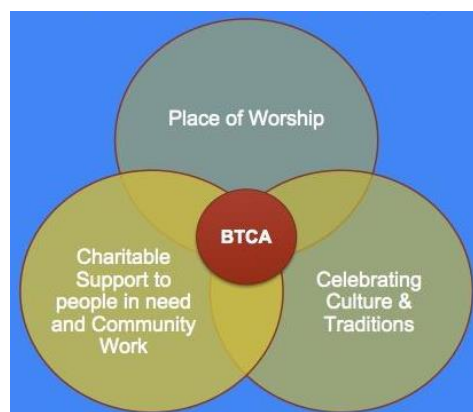 Place of Worship
BTCA
Charitable
Support to
people in need
and Community
Work
Celebrating
Culture &
Traditions